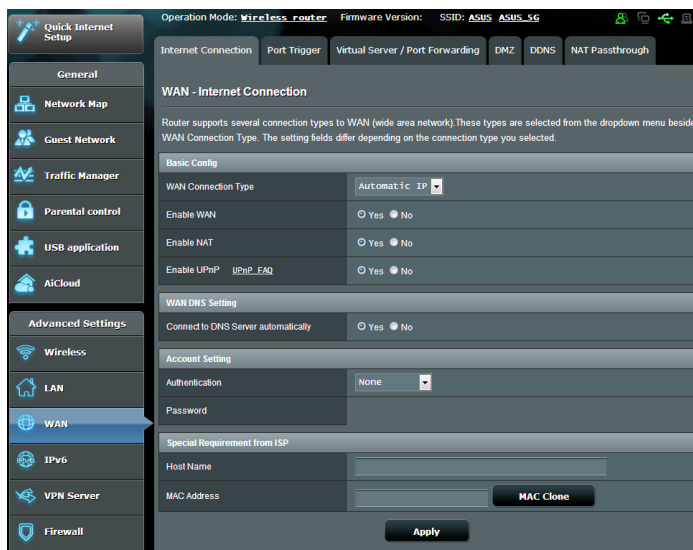 Quick Internet Setup
Operation Mode: Wireless router Firmware Version: SSID: ASUS ASUS_5G
Internet Connection Port Trigger Virtual Server / Port Forwarding DMZ DDNS NAT Passthrough
General
Network Map
Guest Network
Traffic Manager
Parental control
USB application
AiCloud
Advanced Settings
Wireless
LAN
WAN
IPv6
VPN Server
Firewall
WAN - Internet Connection
Router supports several connection types to WAN (wide area network).These types are selected from the dropdown menu beside
WAN Connection Type. The setting fields differ depending on the connection type you selected.
Basic Config
WAN Connection Type Automatic IP
Enable WAN Yes No
Enable NAT Yes No
Enable UPnP UPnP FAQ Yes No
WAN DNS Setting
Connect to DNS Server automatically Yes No
Account Setting
Authentication None
Password
Special Requirement from ISP
Host Name
MAC Address MAC Clone
Apply